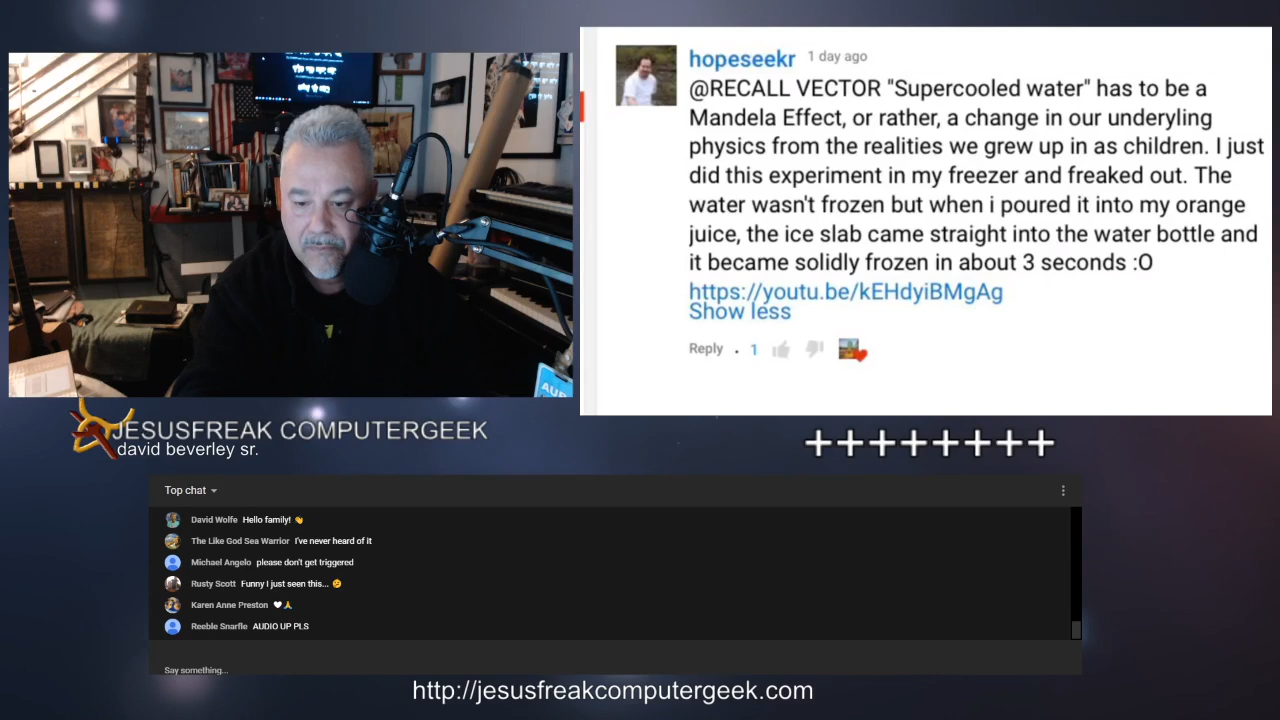 hopeseekr 1 day ago
@RECALL VECTOR "Supercooled water" has to be a
Mandela Effect, or rather, a change in our underyling
physics from the realities we grew up in as children. I just
did this experiment in my freezer and freaked out. The
water wasn't frozen but when i poured it into my orange
juice, the ice slab came straight into the water bottle and
it became solidly frozen in about 3 seconds :O
https://youtu.be/kEHdyiBMgAg
Show less
Reply . 1
JESUSFREAK COMPUTERGEEK
david beverley sr.
++++++++
Top chat
David Wolfe Hello family! 👋
The Like God Sea Warrior I've never heard of it
Michael Angelo please don't get triggered
Rusty Scott Funny I just seen this... 🤔
Karen Anne Preston 🤍🙏
Reeble Snarfle AUDIO UP PLS
Say something...
http://jesusfreakcomputergeek.com